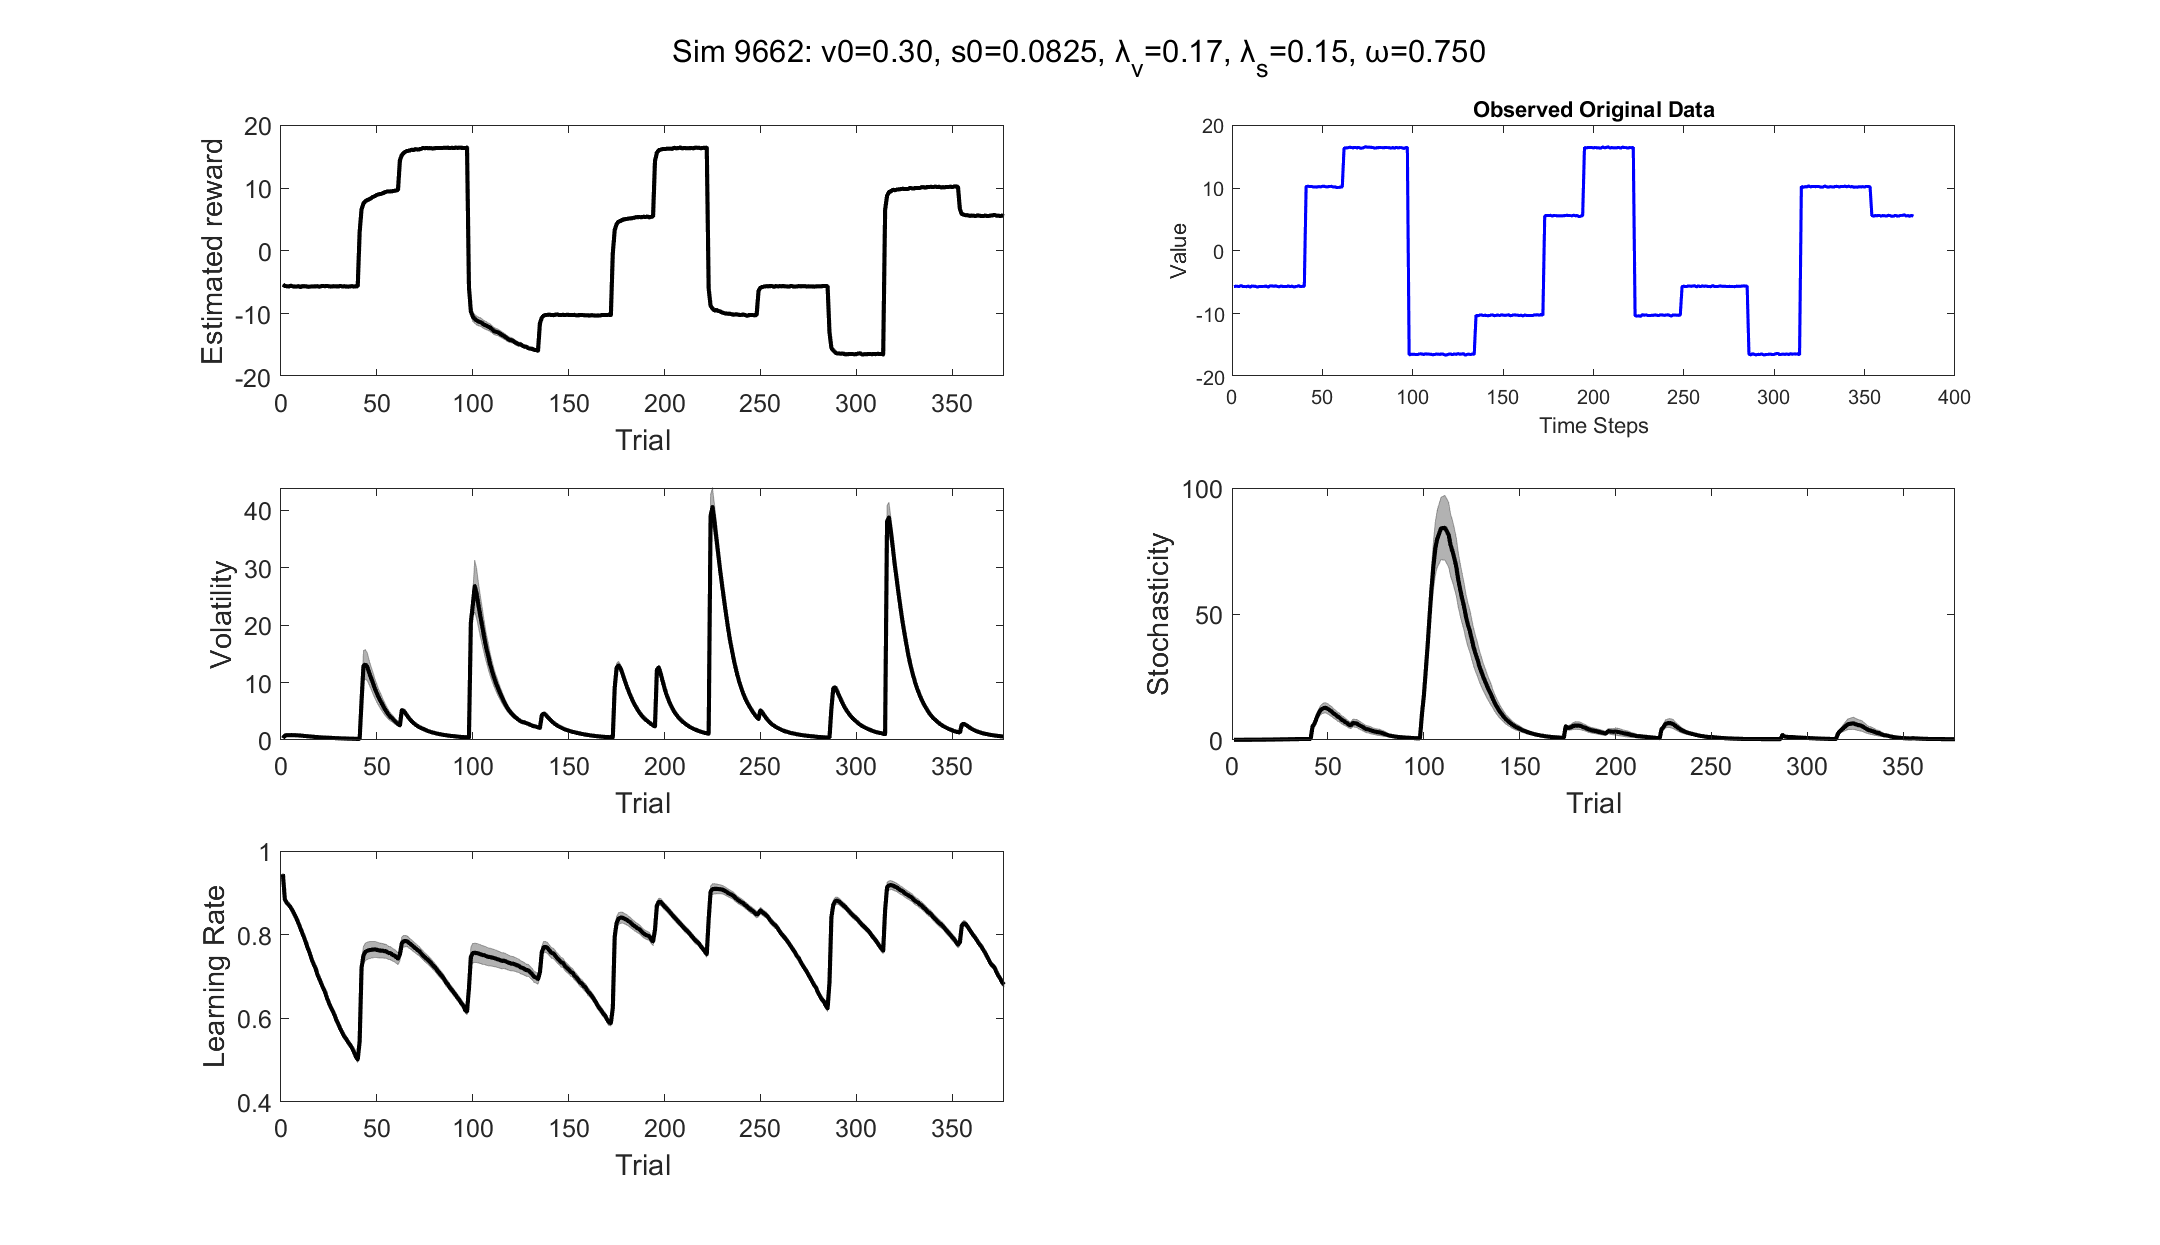 Sim 9662: v0=0.30, s0=0.0825, λ_v=0.17, λ_s=0.15, ω=0.750
20
10
0
-10
-20
Estimated reward
0 50 100 150 200 250 300 350
Trial
Observed Original Data
20
10
0
-10
-20
Value
0 50 100 150 200 250 300 350 400
Time Steps
40
30
20
10
0
Volatility
0 50 100 150 200 250 300 350
Trial
100
50
0
Stochasticity
0 50 100 150 200 250 300 350
Trial
1
0.8
0.6
0.4
Learning Rate
0 50 100 150 200 250 300 350
Trial